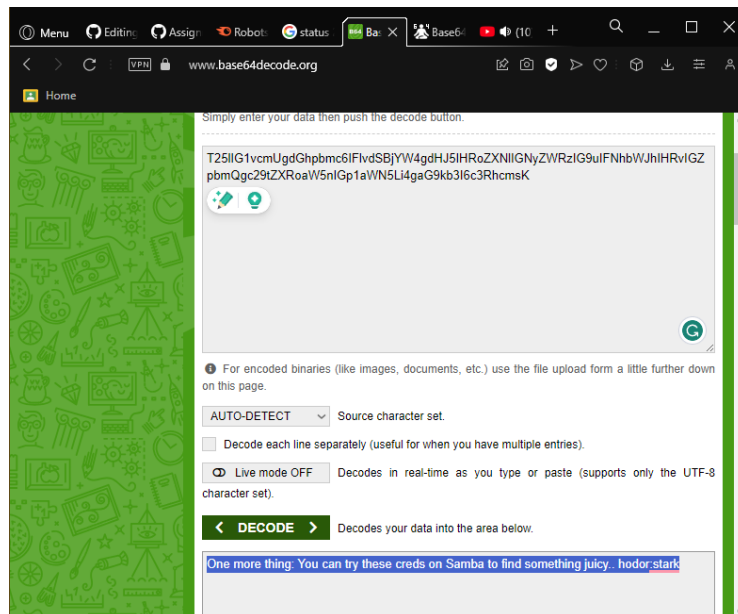 Menu Editing Assign Robots status Bas Base64 (10
VPN www.base64decode.org
Home
Simply enter your data then push the decode button.
T25lIG1vcmUgdGhpbmc6IFlvdSBjYW4gdHJ5IHRoZXNlIGNyZWRzIG9uIFNhbWJhIHRvIGZ
pbmQgc29tZXRoaW5nIGp1aWN5Li4gaG9kb3I6c3RhcmsK
For encoded binaries (like images, documents, etc.) use the file upload form a little further down
on this page.
AUTO-DETECT Source character set.
Decode each line separately (useful for when you have multiple entries).
Live mode OFF Decodes in real-time as you type or paste (supports only the UTF-8
character set).
< DECODE > Decodes your data into the area below.
One more thing: You can try these creds on Samba to find something juicy.. hodor:stark